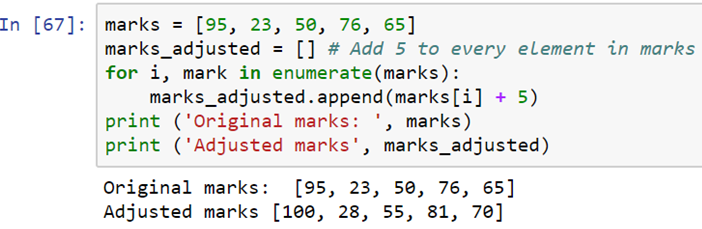 In [67]: marks = [95, 23, 50, 76, 65]
marks_adjusted = [] # Add 5 to every element in marks
for i, mark in enumerate(marks):
    marks_adjusted.append(marks[i] + 5)
print ('Original marks: ', marks)
print ('Adjusted marks', marks_adjusted)
Original marks:  [95, 23, 50, 76, 65]
Adjusted marks [100, 28, 55, 81, 70]